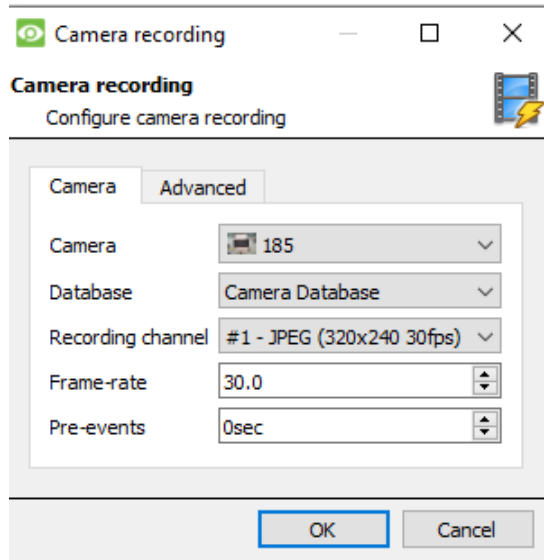 Camera recording
Camera recording
Configure camera recording
Camera Advanced
Camera 185
Database Camera Database
Recording channel #1 - JPEG (320x240 30fps)
Frame-rate 30.0
Pre-events 0sec
OK Cancel